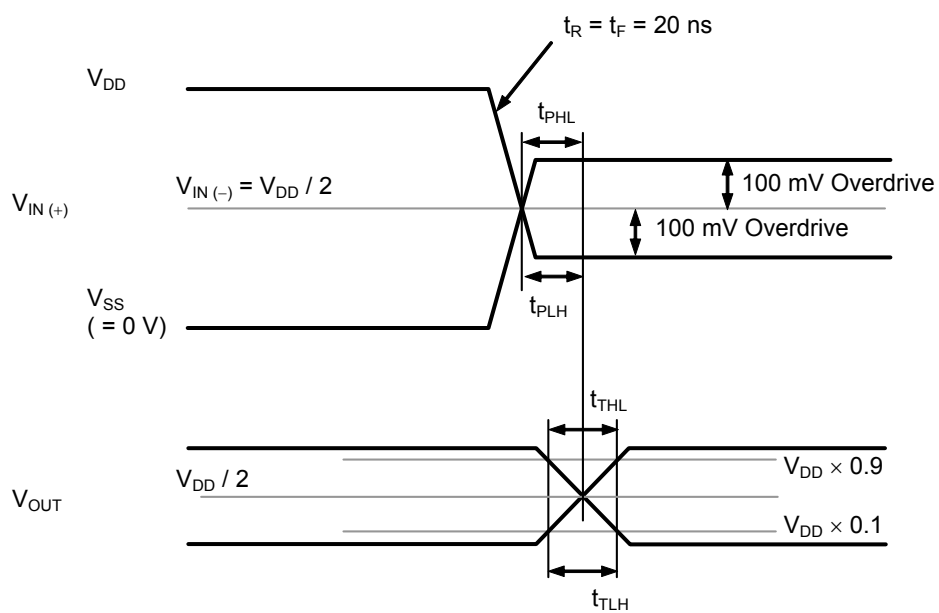 t_R = t_F = 20 ns
V_DD
t_PHL
V_IN (–) = V_DD / 2
100 mV Overdrive
V_IN (+)
100 mV Overdrive
V_SS
( = 0 V)
t_PLH
t_THL
V_DD / 2
V_DD × 0.9
V_OUT
V_DD × 0.1
t_TLH